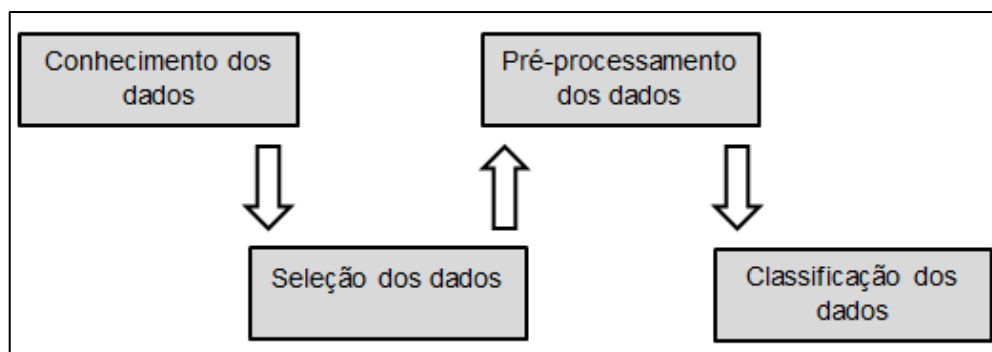 Conhecimento dos
dados
Seleção dos dados
Pré-processamento
dos dados
Classificação dos
dados